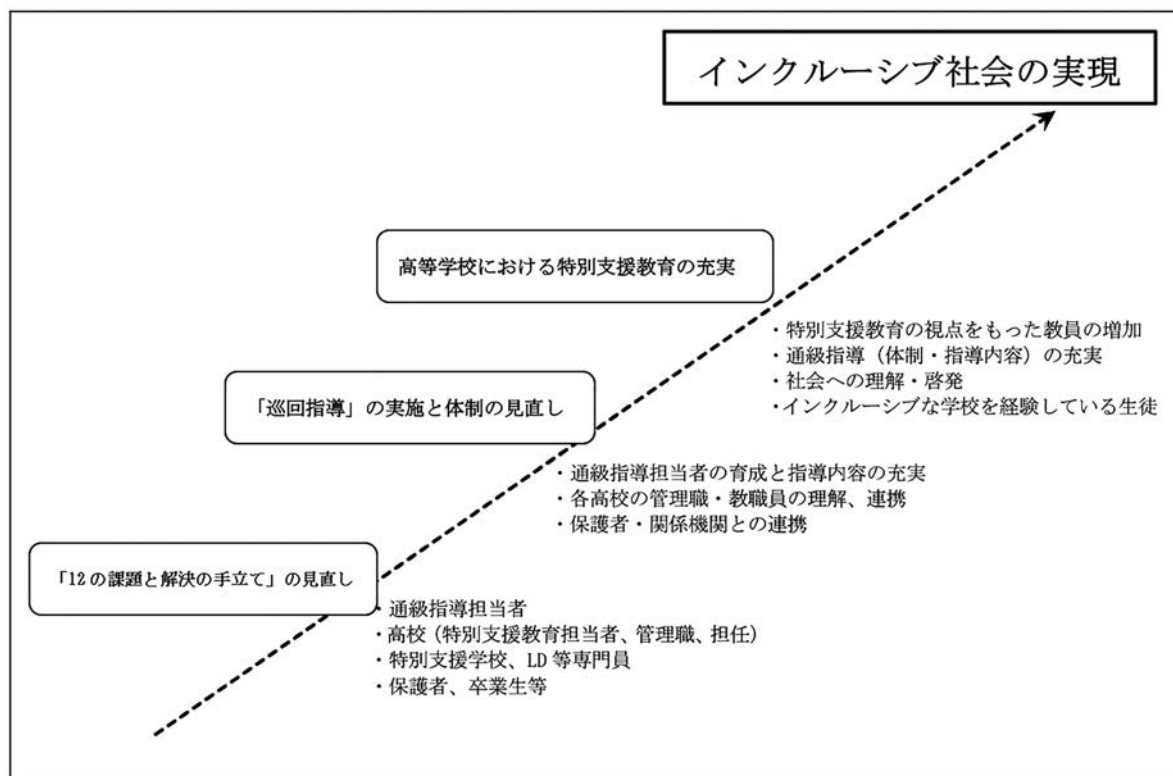 インクルーシブ社会の実現
高等学校における特別支援教育の充実
・特別支援教育の視点をもった教員の増加
・通級指導（体制・指導内容）の充実
・社会への理解・啓発
・インクルーシブな学校を経験している生徒
「巡回指導」の実施と体制の見直し
・通級指導担当者の育成と指導内容の充実
・各高校の管理職・教職員の理解、連携
・保護者・関係機関との連携
「12の課題と解決の手立て」の見直し
・通級指導担当者
・高校（特別支援教育担当者、管理職、担任）
・特別支援学校、LD等専門員
・保護者、卒業生等